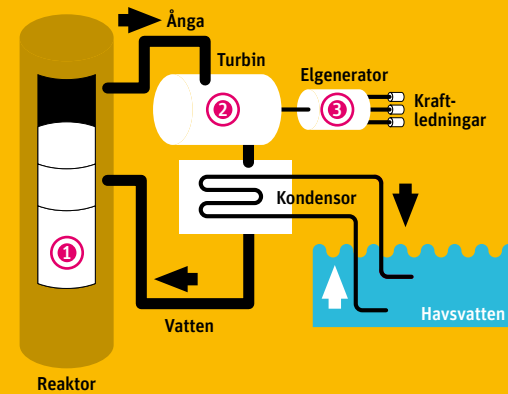 Ånga
Turbin
Elgenerator
2
3
Kraft-
ledningar
Kondensor
1
Havsvatten
Vatten
Reaktor